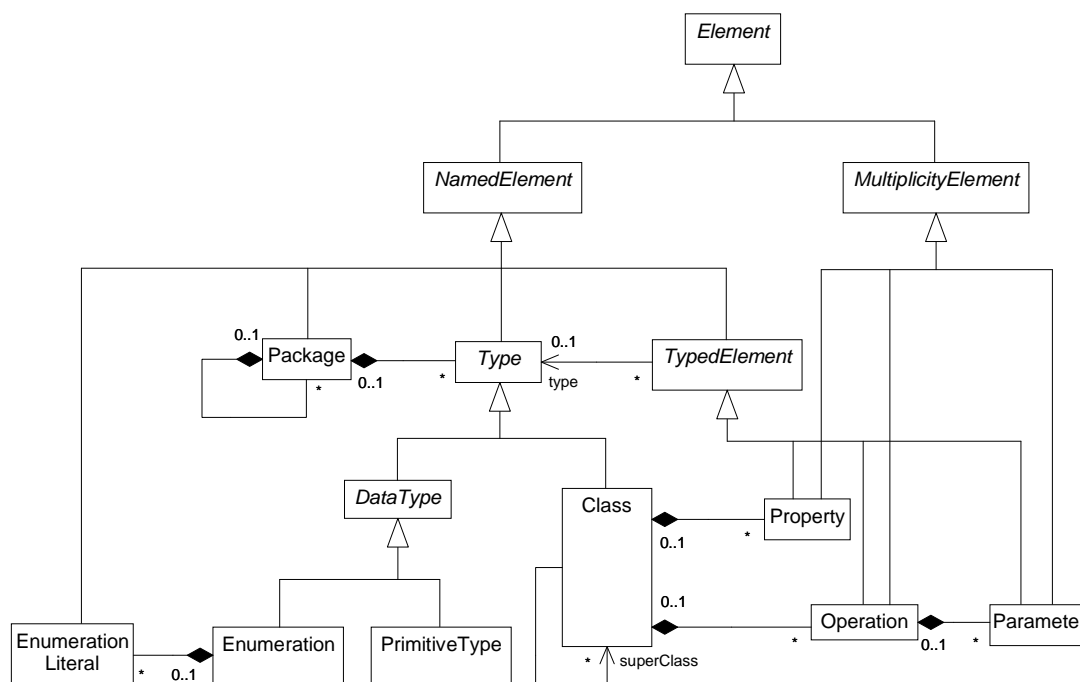 Element
NamedElement
MultiplicityElement
0..1
Package
0..1
*
*
Type
0..1
type
*
TypedElement
DataType
Class
0..1
*
Property
0..1
*
Operation
0..1
*
Paramete
Enumeration
Literal
*
0..1
Enumeration
PrimitiveType
*
superClass